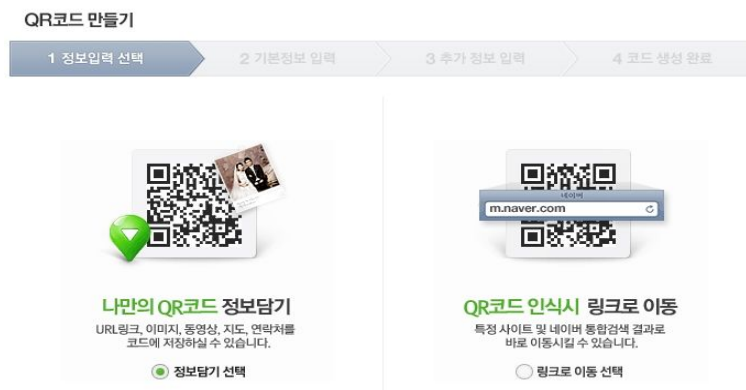 QR코드 만들기
1 정보입력 선택
2 기본정보 입력
3 추가 정보 입력
4 코드 생성 완료
나만의 QR코드 정보담기
URL링크, 이미지, 동영상, 지도, 연락처를
코드에 저장하실 수 있습니다.
정보담기 선택
네이버
m.naver.com
QR코드 인식시 링크로 이동
특정 사이트 및 네이버 통합검색 결과로
바로 이동시킬 수 있습니다.
링크로 이동 선택